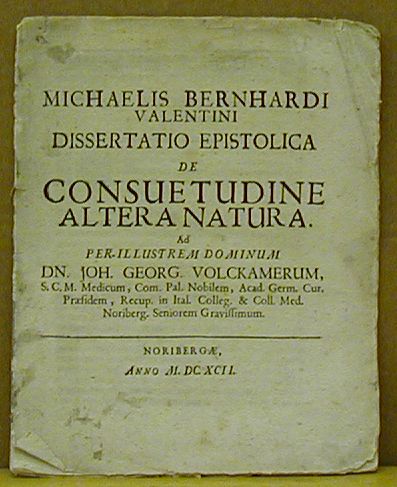 MICHAELIS BERNHARDI
VALENTINI
DISSERTATIO EPISTOLICA
DE
CONSUETUDINE
ALTERA NATURA.
Ad
PER-ILLUSTREM DOMINUM
DN. JOH. GEORG. VOLCKAMERUM,
S. C. M. Medicum, Com. Pal. Nobilem, Acad. Germ. Cur.
Præsidem, Recup. in Ital. Colleg. & Coll. Med.
Noriberg. Seniorem Gravissimum.
NORIBERGÆ,
ANNO M. DC. XCII.